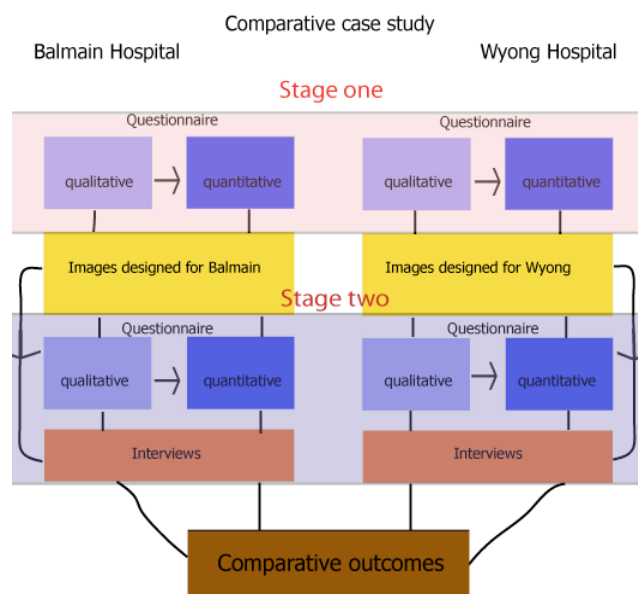 Comparative case study
Balmain Hospital
Wyong Hospital
Stage one
Questionnaire
Questionnaire
qualitative
quantitative
qualitative
quantitative
Images designed for Balmain
Images designed for Wyong
Stage two
Questionnaire
Questionnaire
qualitative
quantitative
qualitative
quantitative
Interviews
Interviews
Comparative outcomes